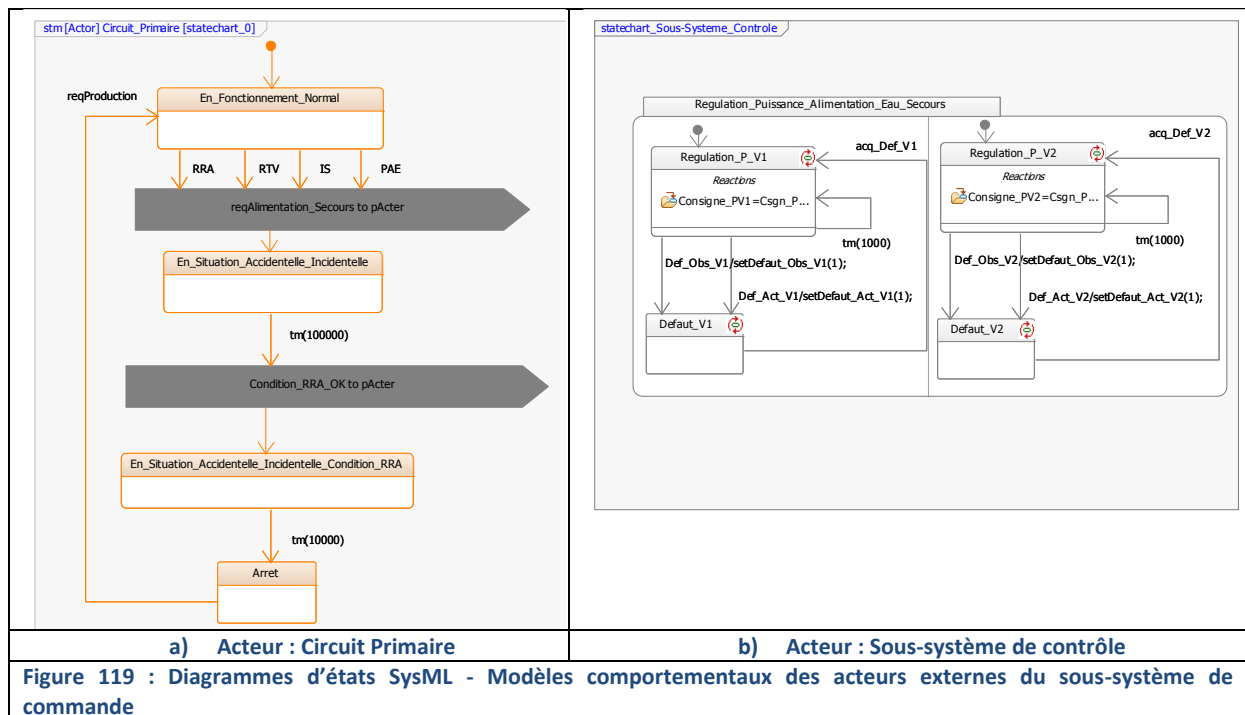 stm [Actor] Circuit_Primaire [statechart_0]
reqProduction
En_Fonctionnement_Normal
RRA
RTV
IS
PAE
reqAlimentation_Secours to pActer
En_Situation_Accidentelle_Incidentelle
tm(100000)
Condition_RRA_OK to pActer
En_Situation_Accidentelle_Incidentelle_Condition_RRA
tm(10000)
Arret
statechart_Sous-Systeme_Controle
Regulation_Puissance_Alimentation_Eau_Secours
acq_Def_V1
Regulation_P_V1
Reactions
Consigne_PV1=Csgn_P...
tm(1000)
Def_Obs_V1/setDefaut_Obs_V1(1);
Def_Act_V1/setDefaut_Act_V1(1);
Defaut_V1
acq_Def_V2
Regulation_P_V2
Reactions
Consigne_PV2=Csgn_P...
tm(1000)
Def_Obs_V2/setDefaut_Obs_V2(1);
Def_Act_V2/setDefaut_Act_V2(1);
Defaut_V2
a) Acteur : Circuit Primaire
b) Acteur : Sous-système de contrôle
Figure 119 : Diagrammes d'états SysML - Modèles comportementaux des acteurs externes du sous-système de
commande